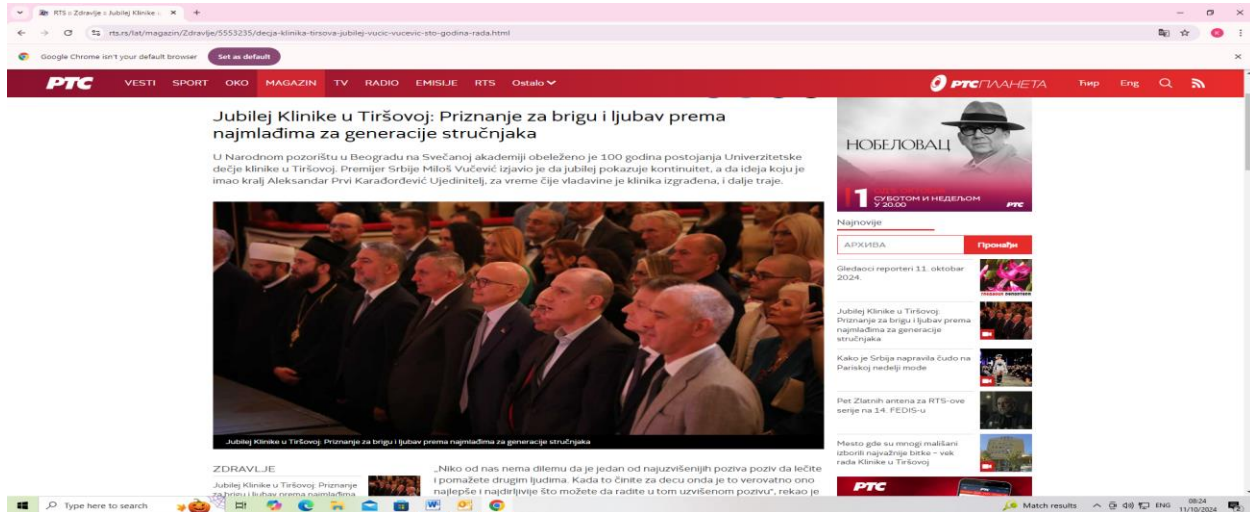 RTS :: Zdravlje :: Jubilej Klinike u
rts.rs/lat/magazin/Zdravlje/5553235/decja-klinika-tirsova-jubilej-vucic-vucevic-sto-godina-rada.html
Google Chrome isn't your default browser
Set as default
РТС
VESTI SPORT OKO MAGAZIN TV RADIO EMISIJE RTS Ostalo
РТС ПЛАНЕТА
Ћир Eng
Jubilej Klinike u Tiršovoj: Priznanje za brigu i ljubav prema
najmlađima za generacije stručnjaka
U Narodnom pozorištu u Beogradu na Svečanoj akademiji obeleženo je 100 godina postojanja Univerzitetske
dečje klinike u Tiršovoj. Premijer Srbije Miloš Vučević izjavio je da jubilej pokazuje kontinuitet, a da ideja koju je
imao kralj Aleksandar Prvi Karađorđević Ujedinitelj, za vreme čije vladavine je klinika izgrađena, i dalje traje.
Jubilej Klinike u Tiršovoj: Priznanje za brigu i ljubav prema najmlađima za generacije stručnjaka
ZDRAVLJE
Jubilej Klinike u Tiršovoj: Priznanje
za brigu i ljubav prema najmlađima
„Niko od nas nema dilemu da je jedan od najuzvišenijih poziva poziv da lečite
i pomažete drugim ljudima. Kada to činite za decu onda je to verovatno ono
najlepše i najdirljivije što možete da radite u tom uzvišenom pozivu“, rekao je
НОБЕЛОВАЦ
1
СУБОТОМ И НЕДЕЉОМ
У 20.00
РТС
Najnovije
АРХИВА
Пронађи
Gledaoci reporteri 11. oktobar
2024.
Jubilej Klinike u Tiršovoj:
Priznanje za brigu i ljubav prema
najmlađima za generacije
stručnjaka
Kako je Srbija napravila čudo na
Pariskoj nedelji mode
Pet Zlatnih antena za RTS-ove
serije na 14. FEDIS-u
Mesto gde su mnogi mališani
izborili najvažnije bitke – vek
rada Klinike u Tiršovoj
РТС
Type here to search
Match results
ENG
08:24
11/10/2024